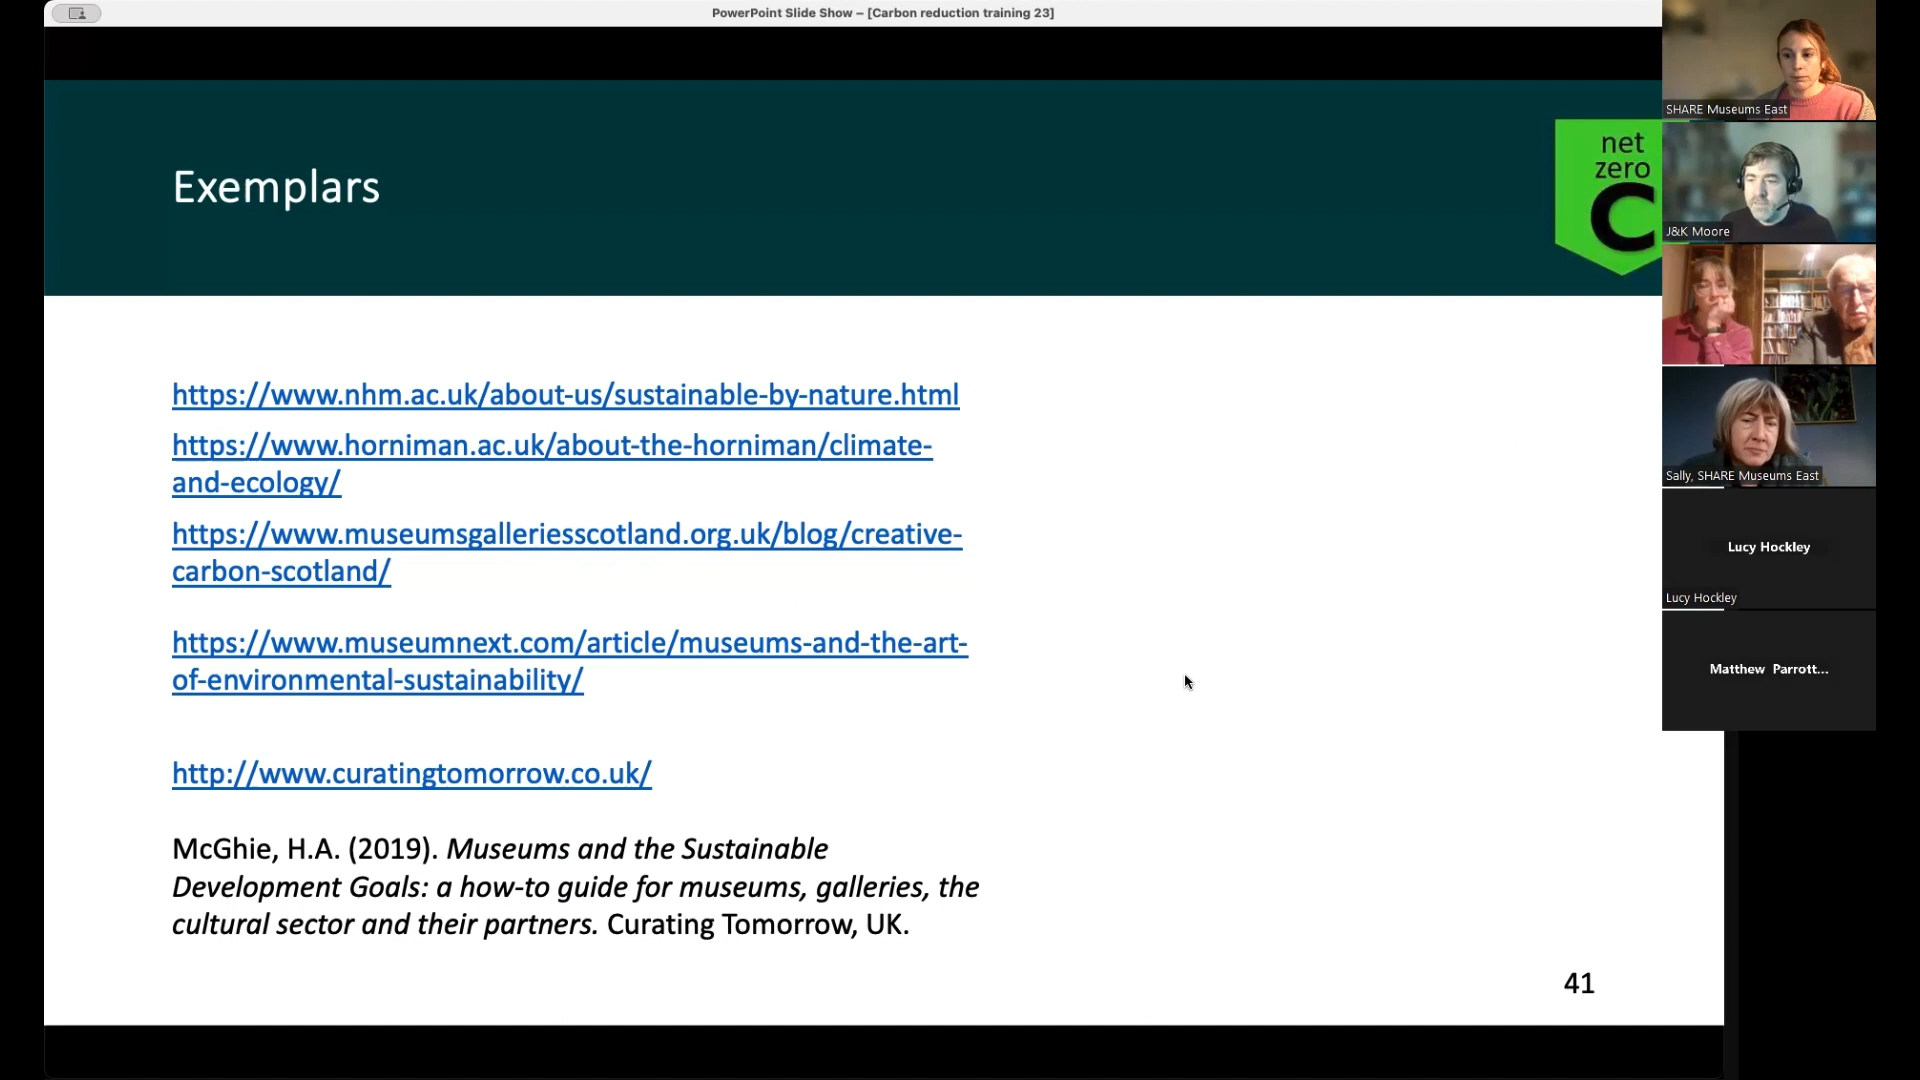 PowerPoint Slide Show – [Carbon reduction training 23]
Exemplars
net
zero
C
https://www.nhm.ac.uk/about-us/sustainable-by-nature.html
https://www.horniman.ac.uk/about-the-horniman/climate-
and-ecology/
https://www.museumsgalleriesscotland.org.uk/blog/creative-
carbon-scotland/
https://www.museumnext.com/article/museums-and-the-art-
of-environmental-sustainability/
http://www.curatingtomorrow.co.uk/
McGhie, H.A. (2019). Museums and the Sustainable
Development Goals: a how-to guide for museums, galleries, the
cultural sector and their partners. Curating Tomorrow, UK.
41
SHARE Museums East
J&K Moore
Sally, SHARE Museums East
Lucy Hockley
Lucy Hockley
Matthew Parrott...